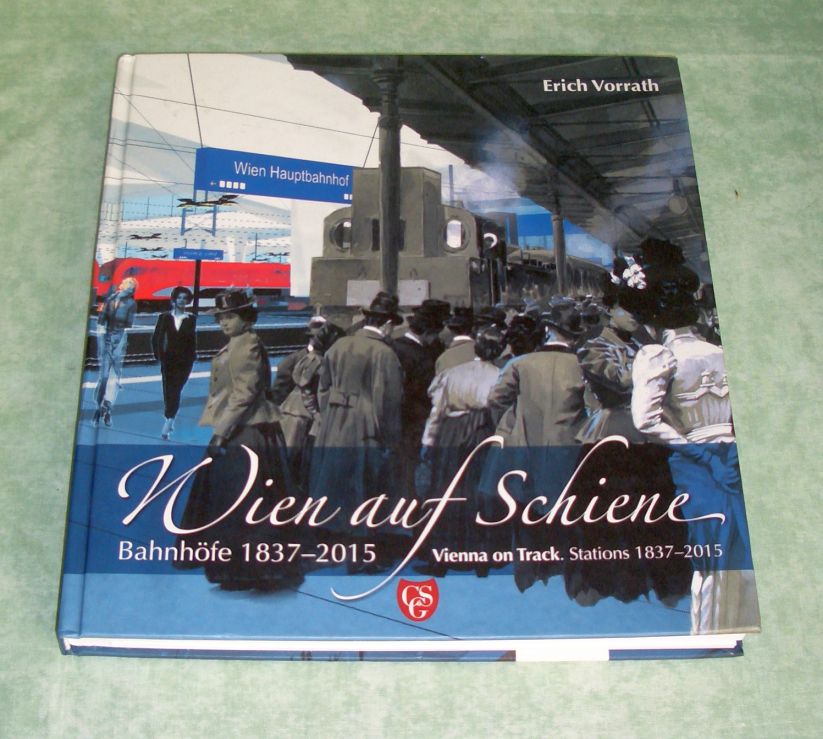 Erich Vorrath
Wien Hauptbahnhof
Wien auf Schiene
Bahnhöfe 1837–2015
Vienna on Track. Stations 1837–2015
CSG